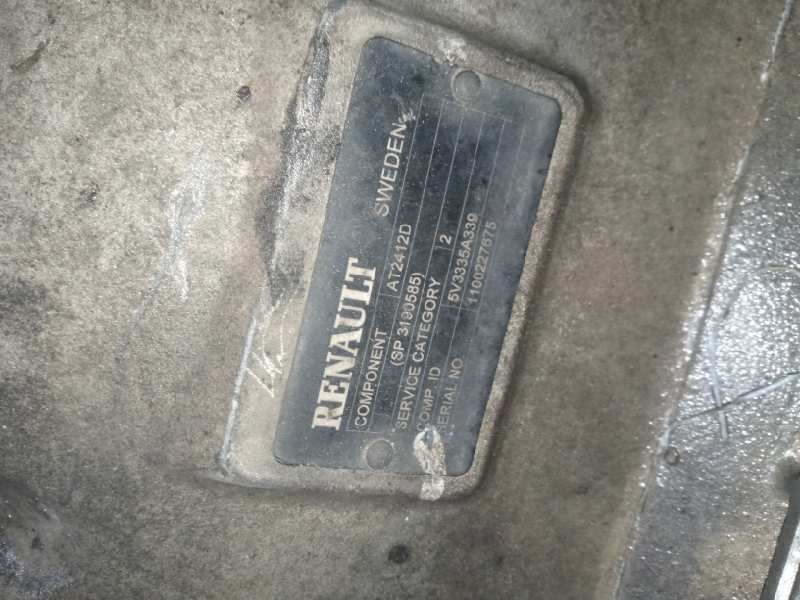 RENAULT SWEDEN
COMPONENT AT2412D
(SP 3190585)
SERVICE CATEGORY 2
COMP. ID 5V3335A339
SERIAL NO 1100227675